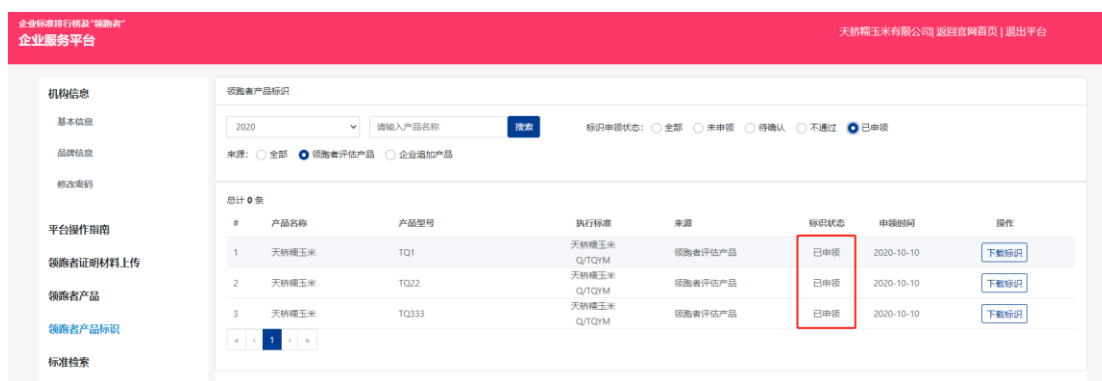 企业标准排行榜及“领跑者”
企业服务平台
天桥糯玉米有限公司| 返回官网首页 | 退出平台
机构信息
基本信息
品牌信息
修改密码
平台操作指南
领跑者证明材料上传
领跑者产品
领跑者产品标识
标准检索
领跑者产品标识
2020 请输入产品名称 搜索 标识申领状态： 全部 未申领 待确认 不通过 已申领
来源： 全部 领跑者评估产品 企业追加产品
总计 0 条
# 产品名称 产品型号 执行标准 来源 标识状态 申领时间 操作
1 天桥糯玉米 TQ1 天桥糯玉米 Q/TQYM 领跑者评估产品 已申领 2020-10-10 下载标识
2 天桥糯玉米 TQ22 天桥糯玉米 Q/TQYM 领跑者评估产品 已申领 2020-10-10 下载标识
3 天桥糯玉米 TQ333 天桥糯玉米 Q/TQYM 领跑者评估产品 已申领 2020-10-10 下载标识
« ‹ 1 › »